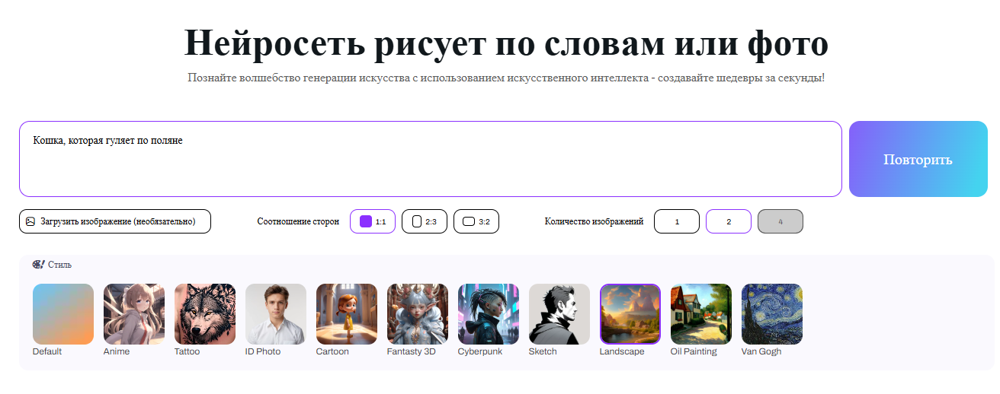 Нейросеть рисует по словам или фото
Познайте волшебство генерации искусства с использованием искусственного интеллекта - создавайте шедевры за секунды!
Кошка, которая гуляет по поляне
Повторить
Загрузить изображение (необязательно)
Соотношение сторон
1:1
2:3
3:2
Количество изображений
1
2
4
Стиль
Default
Anime
Tattoo
ID Photo
Cartoon
Fantasty 3D
Cyberpunk
Sketch
Landscape
Oil Painting
Van Gogh